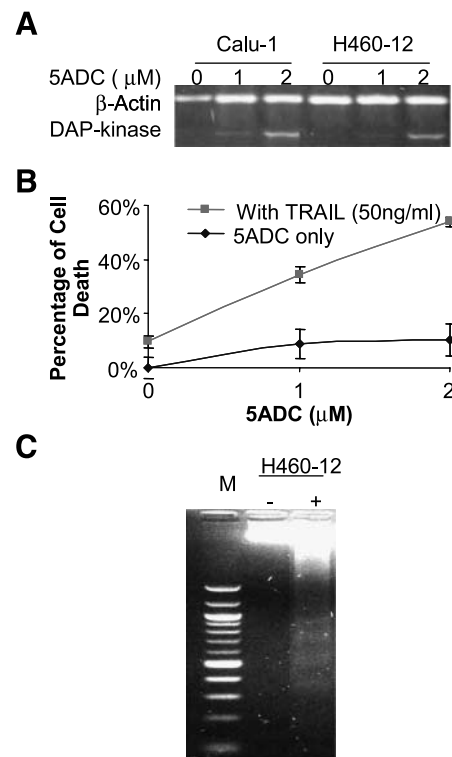 A
Calu-1 H460-12
5ADC ( μM) 0 1 2 0 1 2
β-Actin
DAP-kinase
B
60%
40%
20%
0%
Percentage of Cell
Death
With TRAIL (50ng/ml)
5ADC only
0 1 2
5ADC (μM)
C
H460-12
M
- +